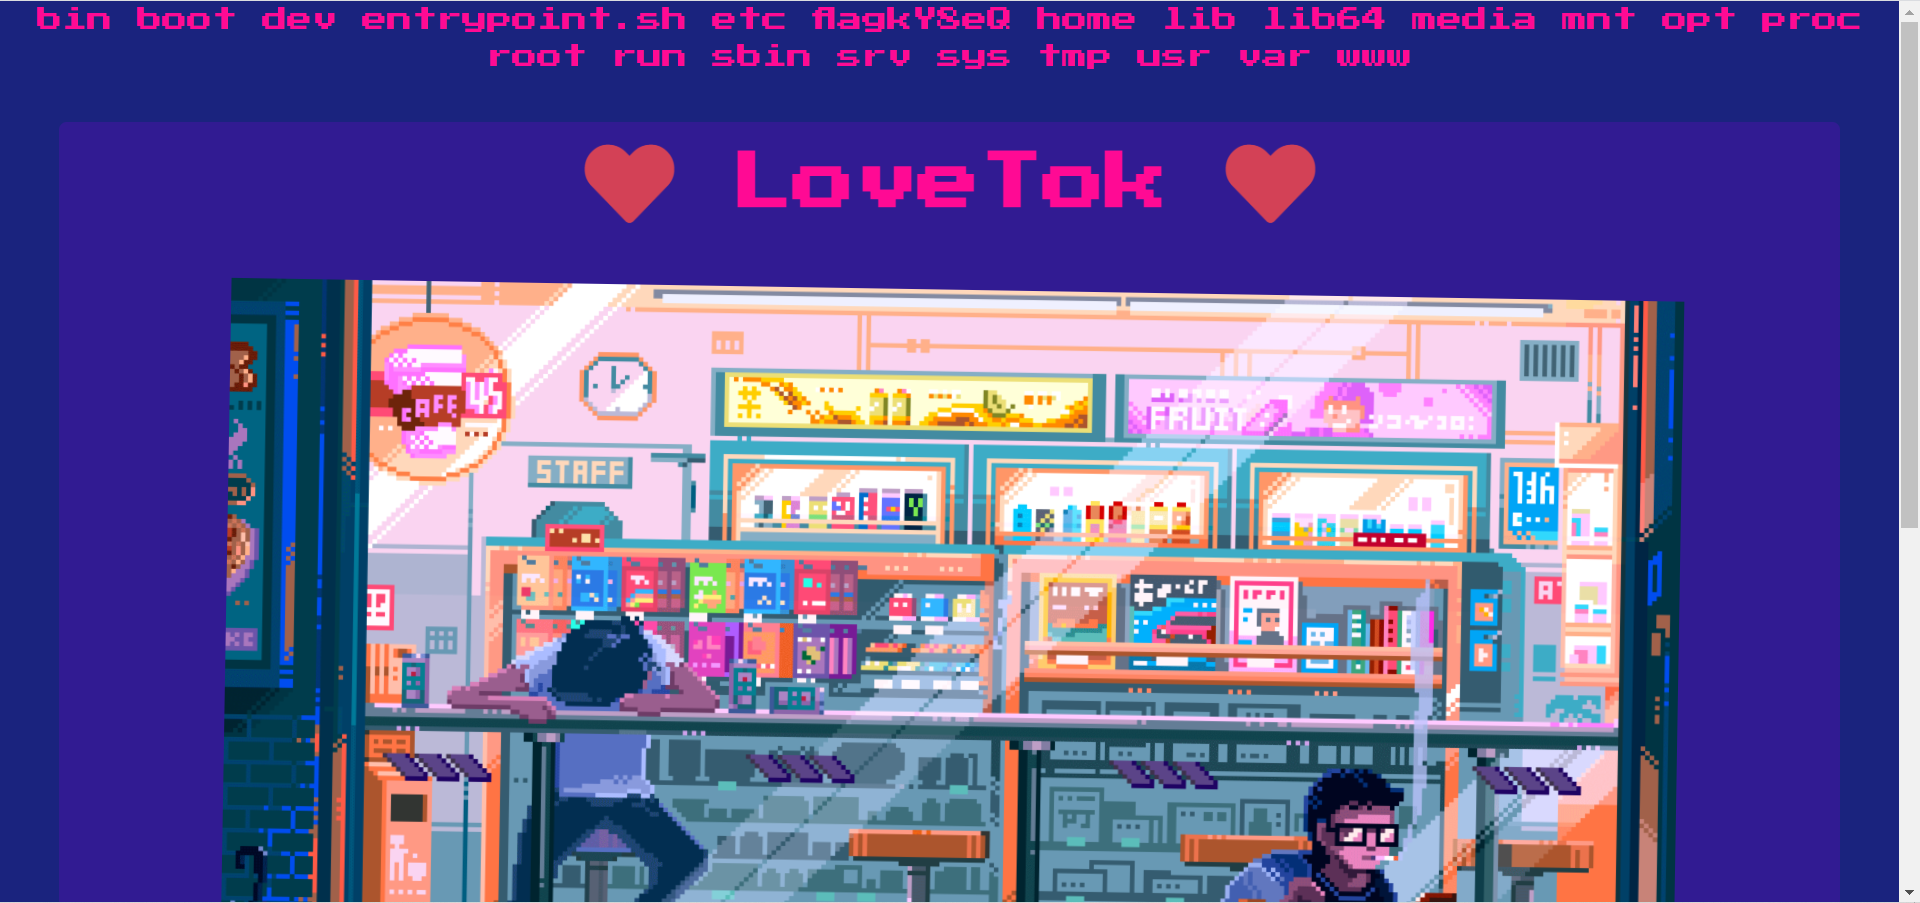 bin boot dev entrypoint.sh etc flagkY8eQ home lib lib64 media mnt opt proc
root run sbin srv sys tmp usr var www
LoveTok
CAFE
45
STAFF
FRUIT